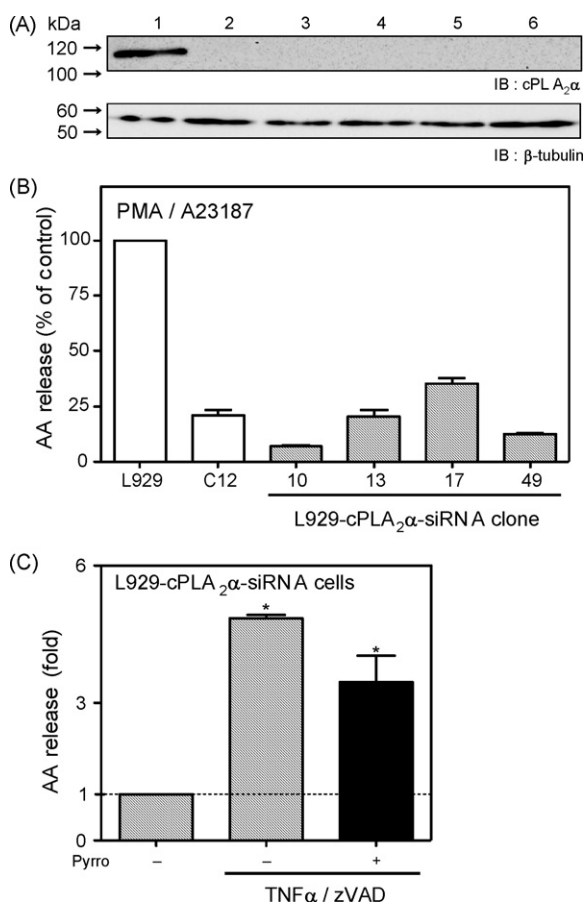 (A) kDa 1 2 3 4 5 6
120
100
IB : cPLA₂α
60
50
IB : β-tubulin
(B)
PMA / A23187
AA release (% of control)
100
75
50
25
0
L929 C12 10 13 17 49
L929-cPLA₂α-siRNA clone
(C)
L929-cPLA₂α-siRNA cells
AA release (fold)
6
3
1
0
* *
Pyrro – – +
TNFα / zVAD